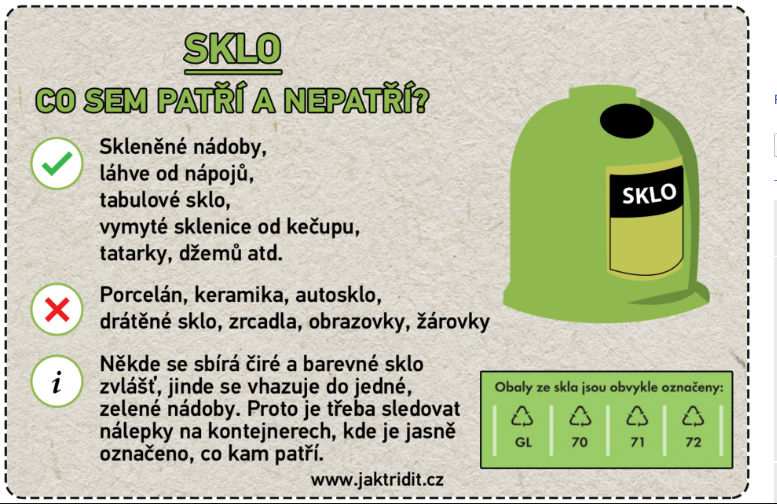 SKLO
CO SEM PATŘÍ A NEPATŘÍ?
Skleněné nádoby,
láhve od nápojů,
tabulové sklo,
vymyté sklenice od kečupu,
tatarky, džemů atd.
SKLO
Porcelán, keramika, autosklo,
drátěné sklo, zrcadla, obrazovky, žárovky
i
Někde se sbírá čiré a barevné sklo
zvlášť, jinde se vhazuje do jedné,
zelené nádoby. Proto je třeba sledovat
nálepky na kontejnerech, kde je jasně
označeno, co kam patří.
Obaly ze skla jsou obvykle označeny:
GL 70 71 72
www.jaktridit.cz